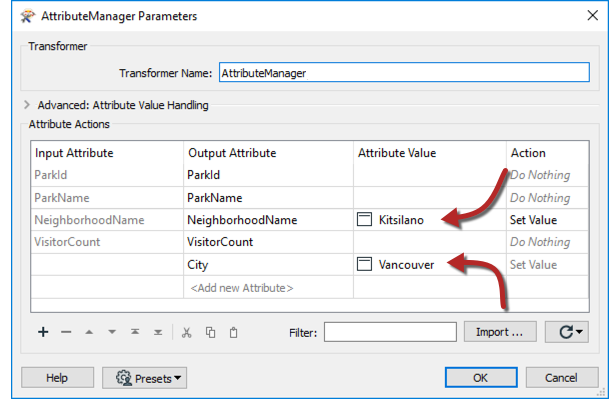 AttributeManager Parameters
Transformer
Transformer Name: AttributeManager
Advanced: Attribute Value Handling
Attribute Actions
Input Attribute Output Attribute Attribute Value Action
ParkId ParkId Do Nothing
ParkName ParkName Do Nothing
NeighborhoodName NeighborhoodName Kitsilano Set Value
VisitorCount VisitorCount Do Nothing
City Vancouver Set Value
<Add new Attribute>
Filter: Import ...
Help Presets OK Cancel